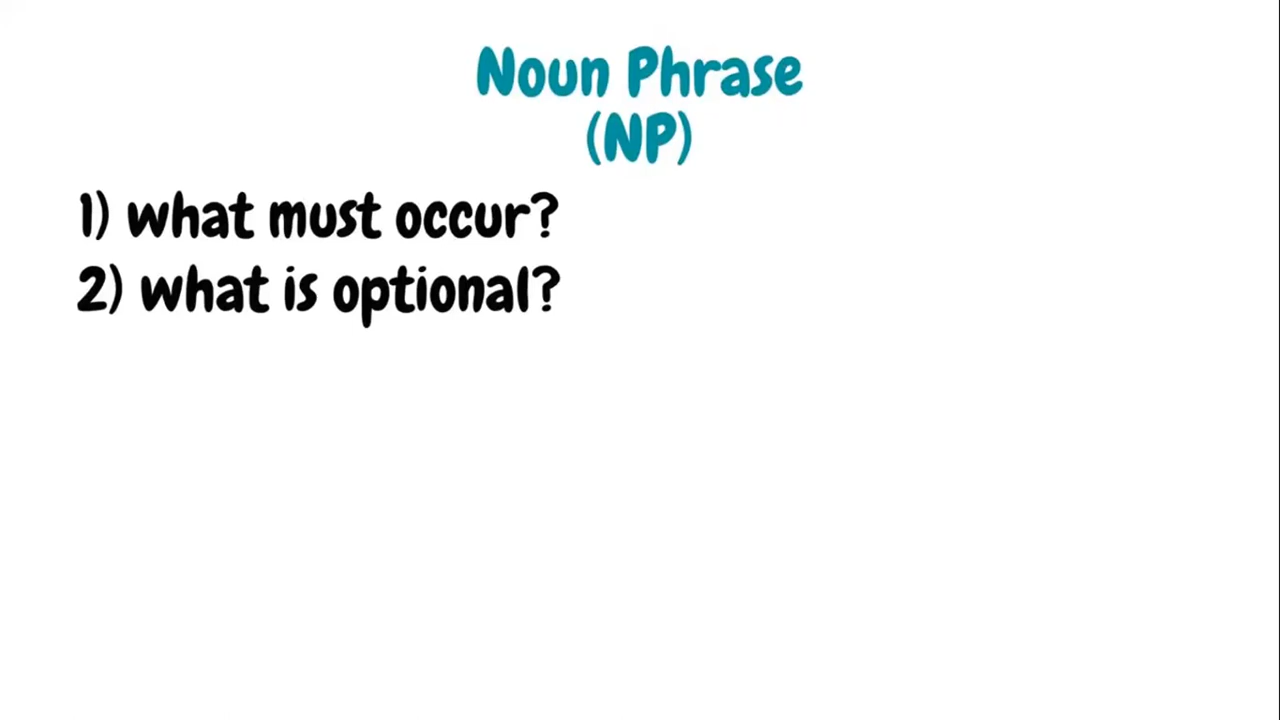 Noun Phrase
(NP)
1) what must occur?
2) what is optional?